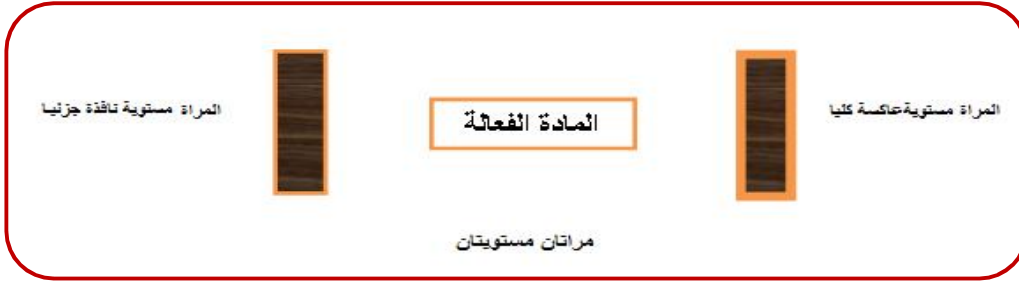 المراة مستويةعاكسة كليا
المادة الفعالة
المراة مستوية نافذة جزئيا
مراتان مستويتان